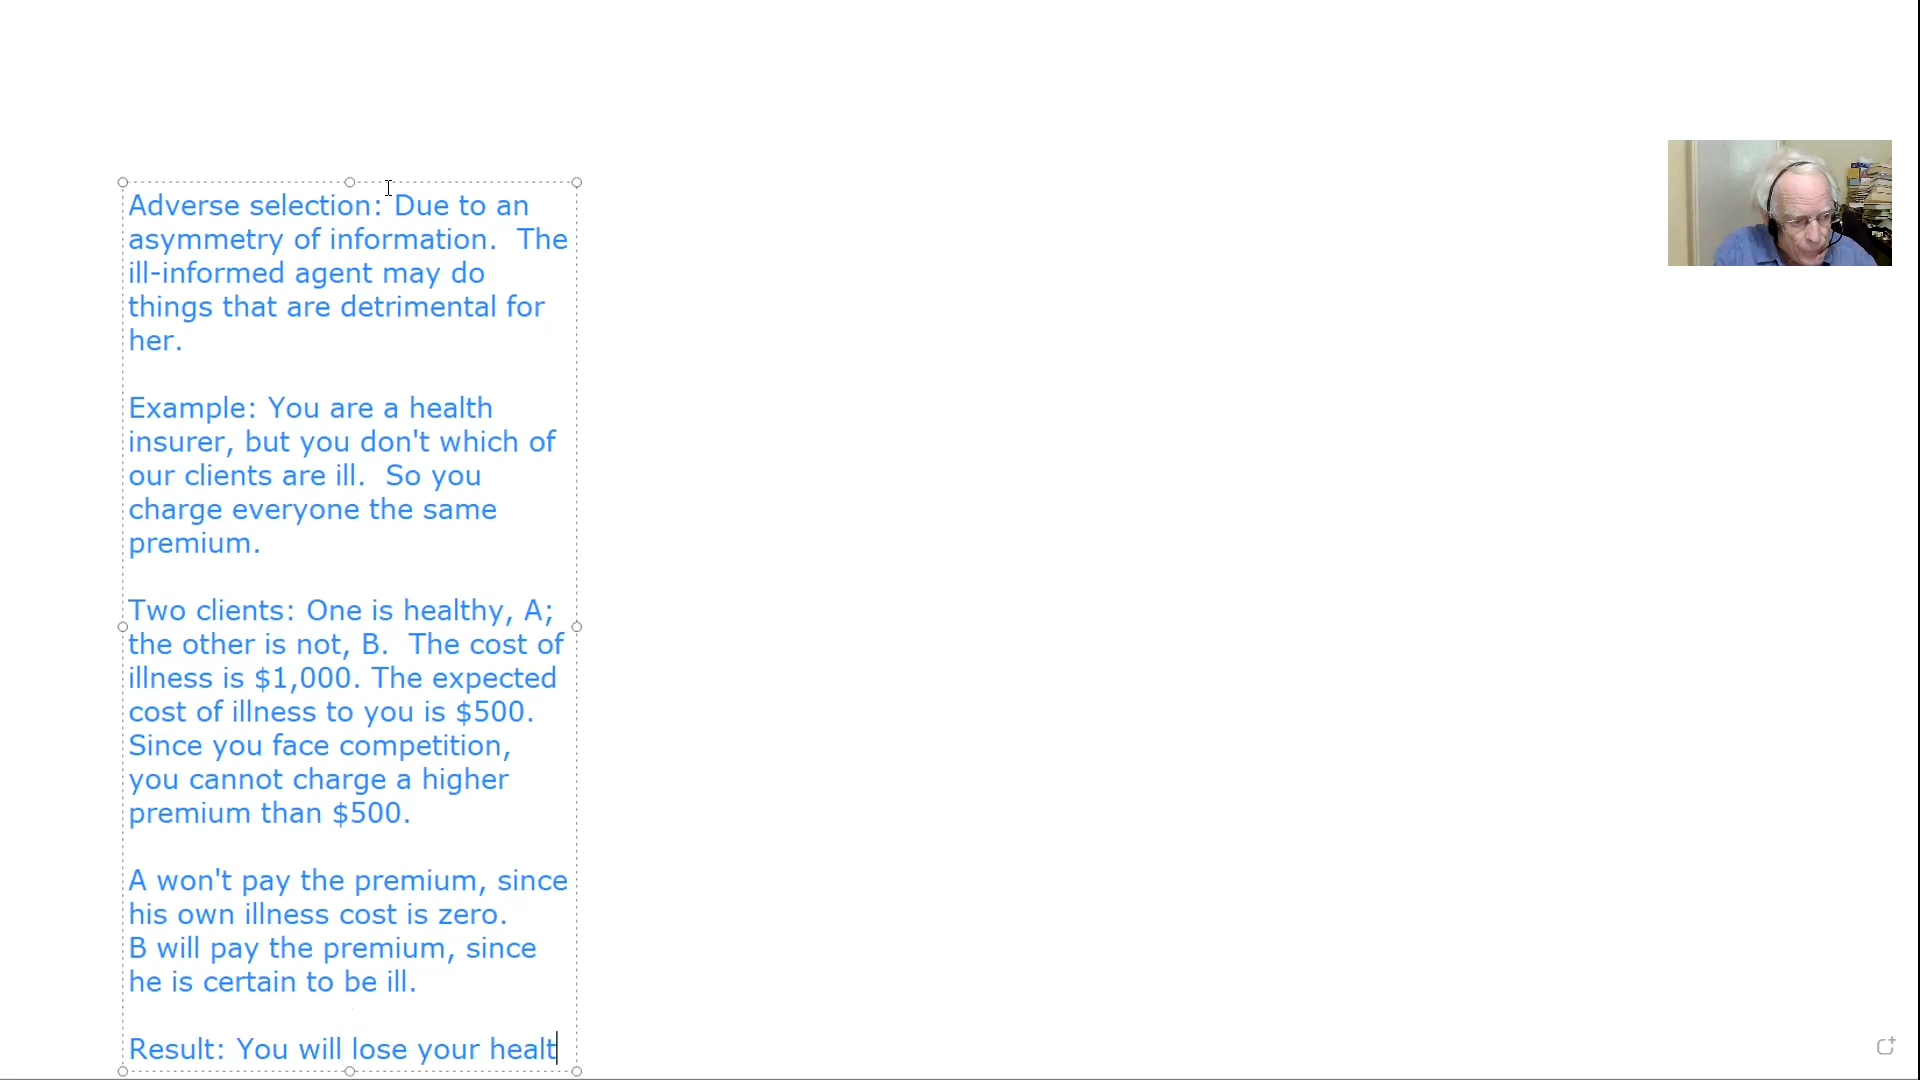 Adverse selection: Due to an
asymmetry of information.  The
ill-informed agent may do
things that are detrimental for
her.
Example: You are a health
insurer, but you don't which of
our clients are ill.  So you
charge everyone the same
premium.
Two clients: One is healthy, A;
the other is not, B.  The cost of
illness is $1,000. The expected
cost of illness to you is $500.
Since you face competition,
you cannot charge a higher
premium than $500.
A won't pay the premium, since
his own illness cost is zero.
B will pay the premium, since
he is certain to be ill.
Result: You will lose your healt